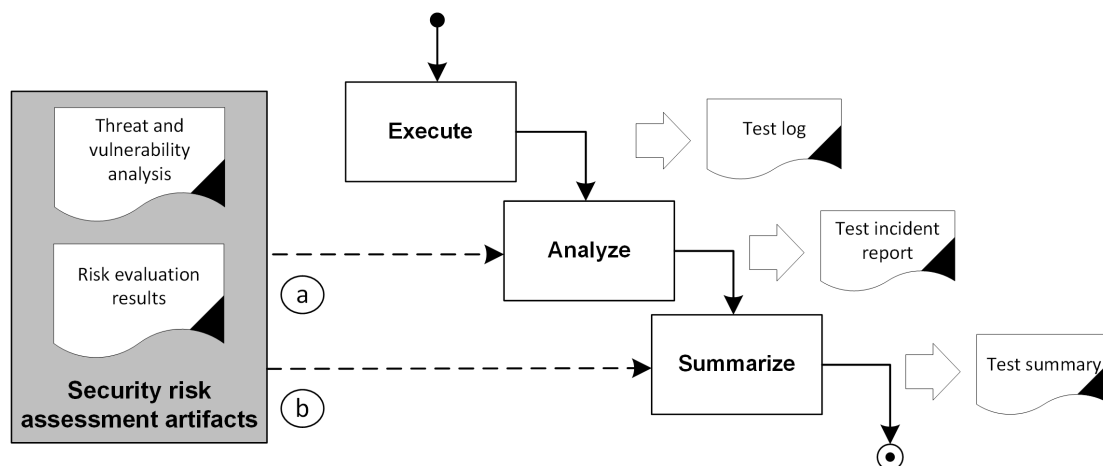 Threat and
vulnerability
analysis
Risk evaluation
results
Security risk
assessment artifacts
a
b
Execute
Test log
Analyze
Test incident
report
Summarize
Test summary